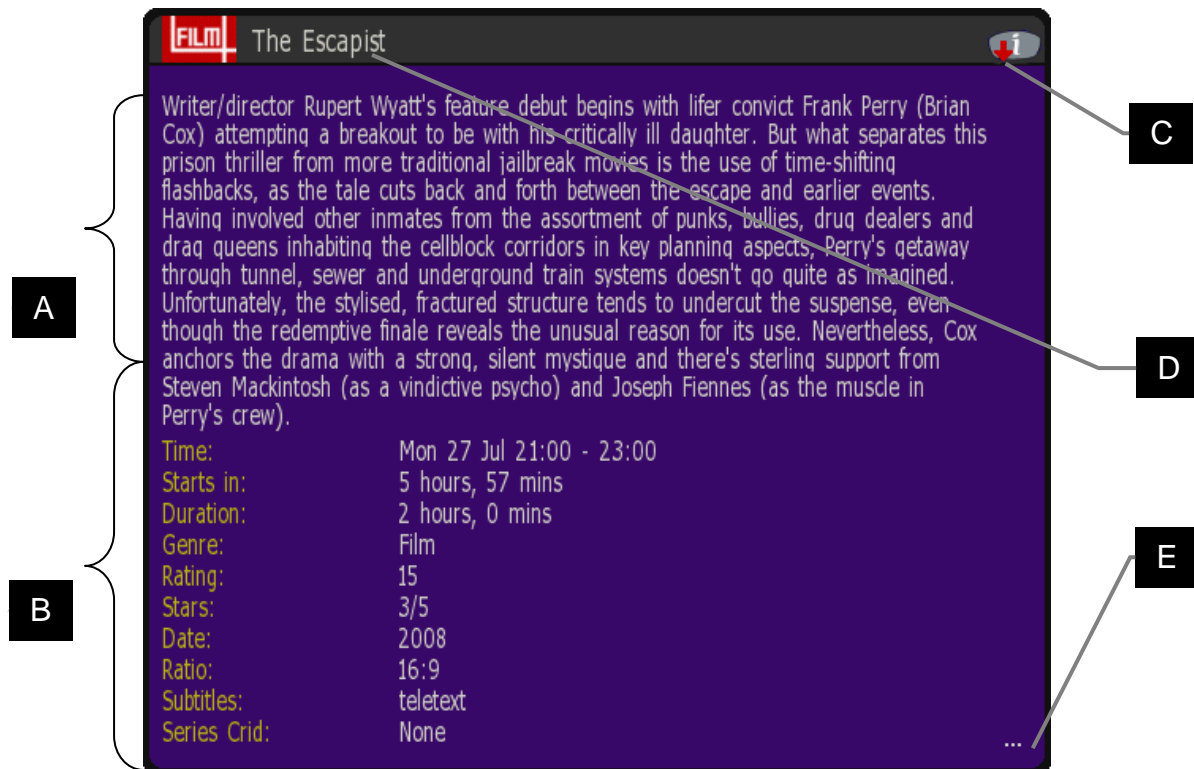 FILM4 The Escapist i
Writer/director Rupert Wyatt's feature debut begins with lifer convict Frank Perry (Brian
Cox) attempting a breakout to be with his critically ill daughter. But what separates this
prison thriller from more traditional jailbreak movies is the use of time-shifting
flashbacks, as the tale cuts back and forth between the escape and earlier events.
Having involved other inmates from the assortment of punks, bullies, drug dealers and
drag queens inhabiting the cellblock corridors in key planning aspects, Perry's getaway
through tunnel, sewer and underground train systems doesn't go quite as imagined.
Unfortunately, the stylised, fractured structure tends to undercut the suspense, even
though the redemptive finale reveals the unusual reason for its use. Nevertheless, Cox
anchors the drama with a strong, silent mystique and there's sterling support from
Steven Mackintosh (as a vindictive psycho) and Joseph Fiennes (as the muscle in
Perry's crew).
Time: Mon 27 Jul 21:00 - 23:00
Starts in: 5 hours, 57 mins
Duration: 2 hours, 0 mins
Genre: Film
Rating: 15
Stars: 3/5
Date: 2008
Ratio: 16:9
Subtitles: teletext
Series Crid: None
...
A
B
C
D
E